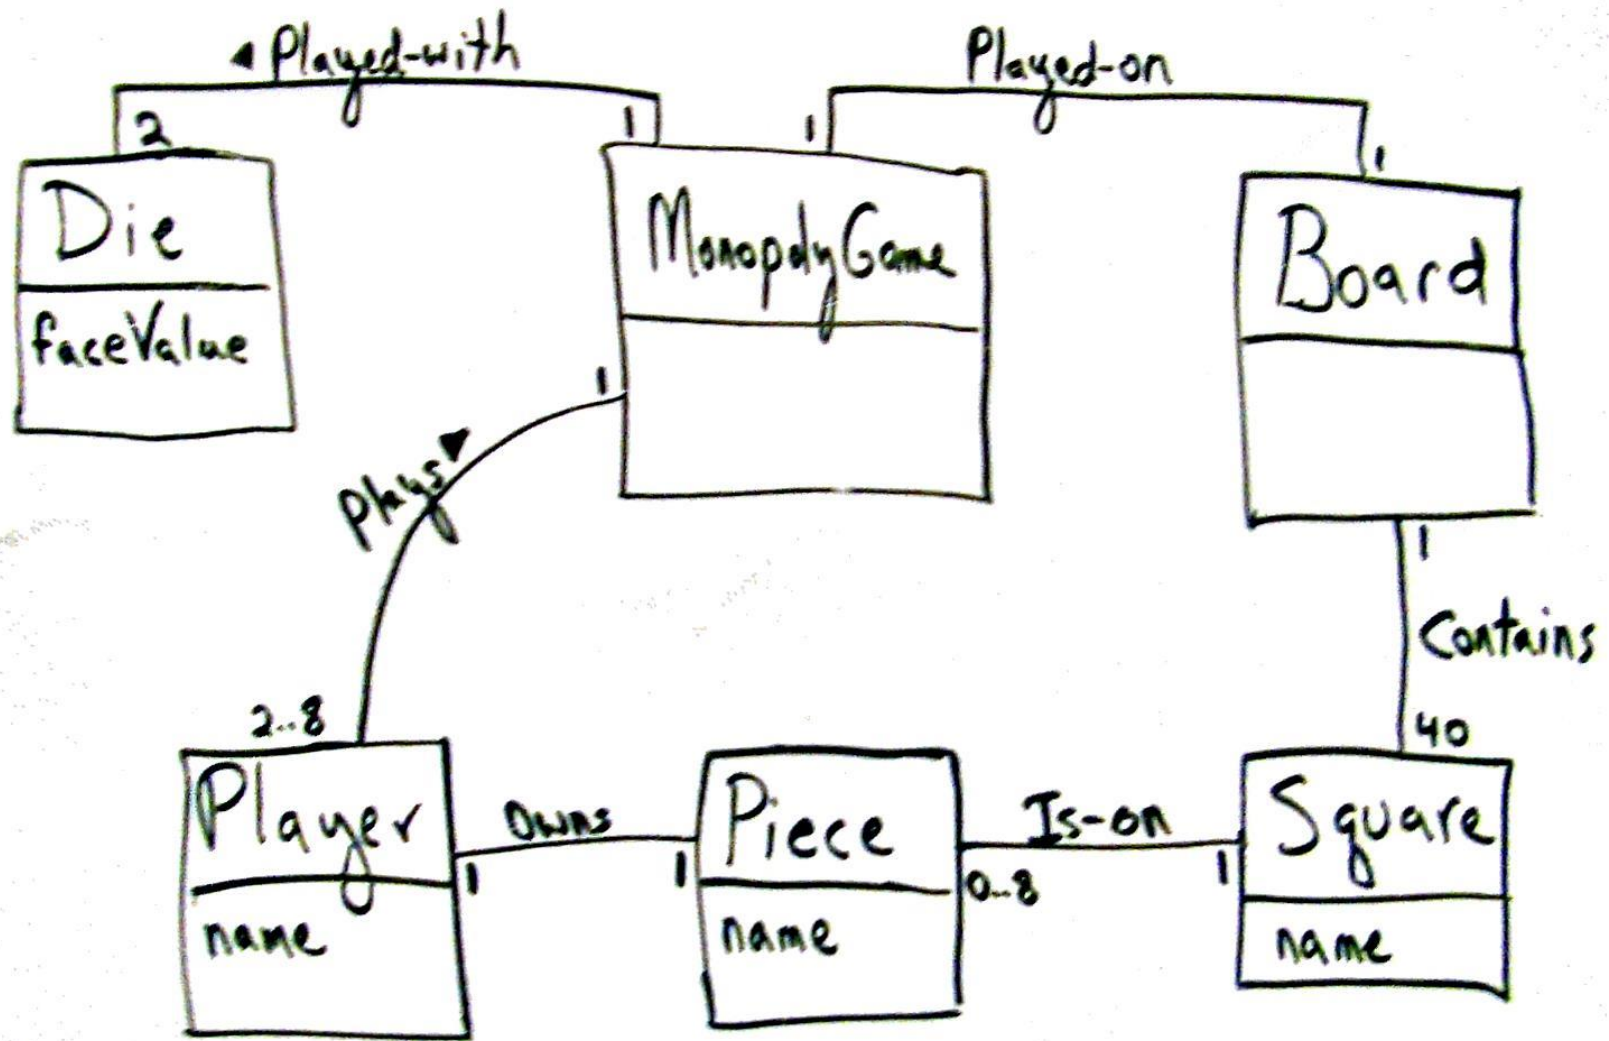 Played-with
Played-on
2
1
1
1
Die
MonopolyGame
Board
faceValue
1
Plays
1
Contains
2..8
40
Player
Owns
Piece
Is-on
Square
1
1
0..8
1
name
name
name